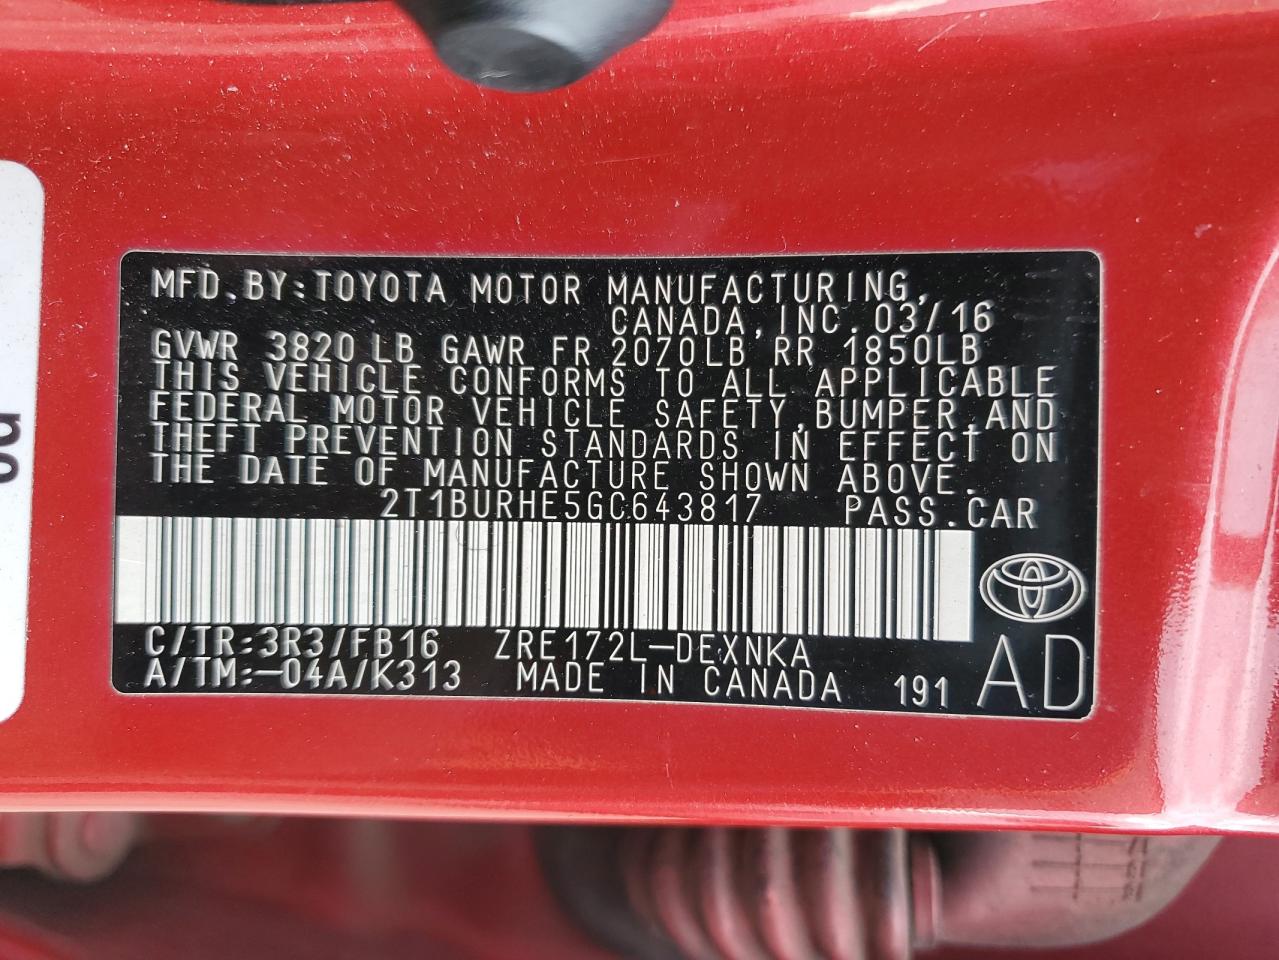 MFD.BY:TOYOTA MOTOR MANUFACTURING,
CANADA,INC.03/16
GVWR 3820LB GAWR FR 2070LB RR 1850LB
THIS VEHICLE CONFORMS TO ALL APPLICABLE
FEDERAL MOTOR VEHICLE SAFETY,BUMPER,AND
THEFT PREVENTION STANDARDS IN EFFECT ON
THE DATE OF MANUFACTURE SHOWN ABOVE.
2T1BURHE5GC643817 PASS.CAR
C/TR:3R3/FB16 ZRE172L-DEXNKA
A/TM:-04A/K313 MADE IN CANADA 191 AD